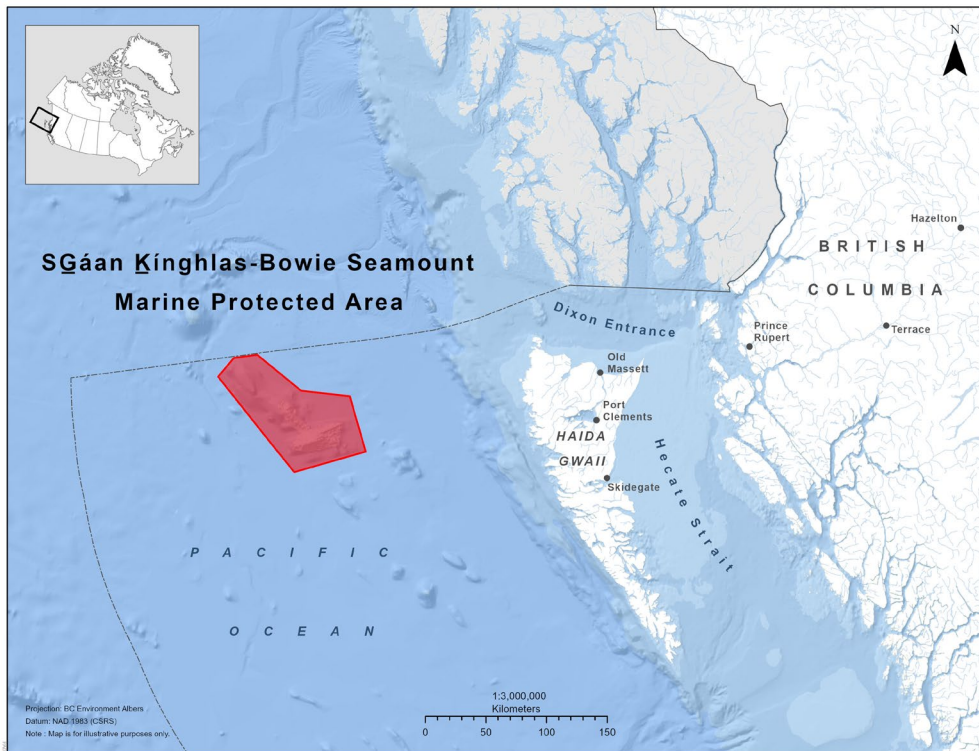 N
SG̲áan K̲ínghlas-Bowie Seamount
Marine Protected Area
Hazelton
BRITISH
COLUMBIA
Dixon Entrance
Prince
Rupert
Terrace
Old
Massett
Port
Clements
HAIDA
GWAII
Hecate Strait
Skidegate
PACIFIC
OCEAN
1:3,000,000
Kilometers
0 50 100 150
Projection: BC Environment Albers
Datum: NAD 1983 (CSRS)
Note : Map is for illustrative purposes only.